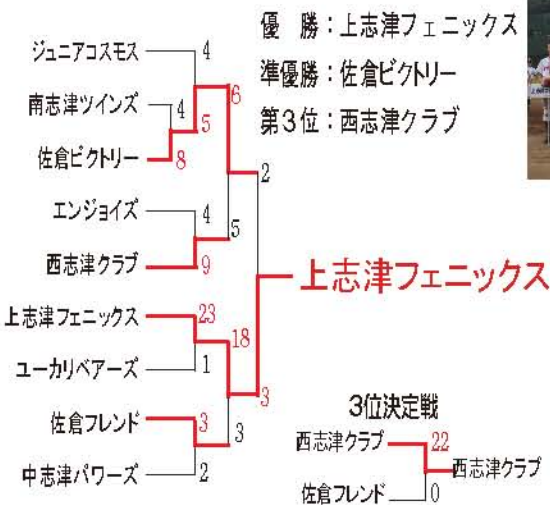 優　勝：上志津フェニックス
準優勝：佐倉ビクトリー
第3位：西志津クラブ
ジュニアコスモス 4
南志津ツインズ 4
5
6
佐倉ビクトリー 8
2
エンジョイズ 4
5
西志津クラブ 9
上志津フェニックス
上志津フェニックス 23
18
ユーカリベアーズ 1
3
佐倉フレンド 3
3
中志津パワーズ 2
3位決定戦
西志津クラブ 22
西志津クラブ
佐倉フレンド 0